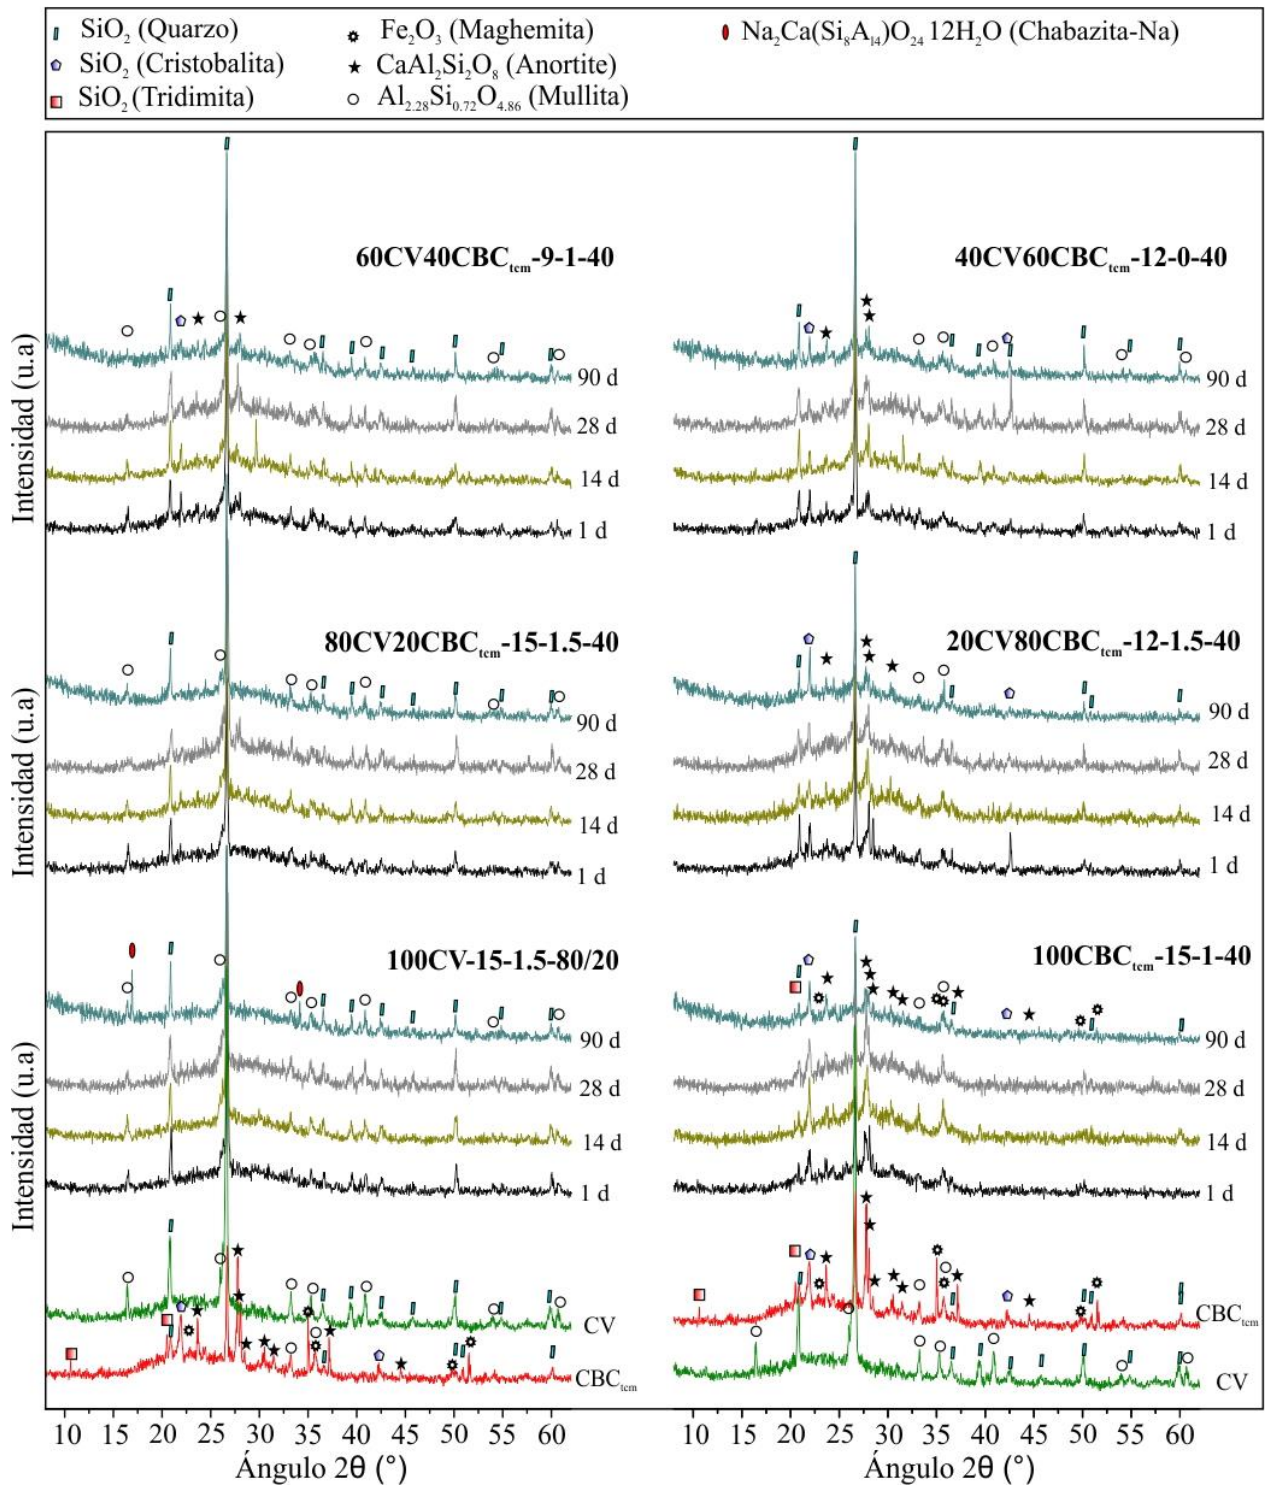 SiO₂ (Quarzo)
Fe₂O₃ (Maghemita)
Na₂Ca(Si₈A₁₄)O₂₄ 12H₂O (Chabazita-Na)
SiO₂ (Cristobalita)
CaAl₂Si₂O₈ (Anortite)
SiO₂ (Tridimita)
Al₂.₂₈Si₀.₇₂O₄.₈₆ (Mullita)
Intensidad (u.a)
60CV40CBCtcm-9-1-40
90 d
28 d
14 d
1 d
40CV60CBCtcm-12-0-40
90 d
28 d
14 d
1 d
Intensidad (u.a)
80CV20CBCtcm-15-1.5-40
90 d
28 d
14 d
1 d
20CV80CBCtcm-12-1.5-40
90 d
28 d
14 d
1 d
Intensidad (u.a)
100CV-15-1.5-80/20
90 d
28 d
14 d
1 d
CV
CBCtcm
100CBCtcm-15-1-40
90 d
28 d
14 d
1 d
CBCtcm
CV
10 15 20 25 30 35 40 45 50 55 60
10 15 20 25 30 35 40 45 50 55 60
Ángulo 2θ (°)
Ángulo 2θ (°)